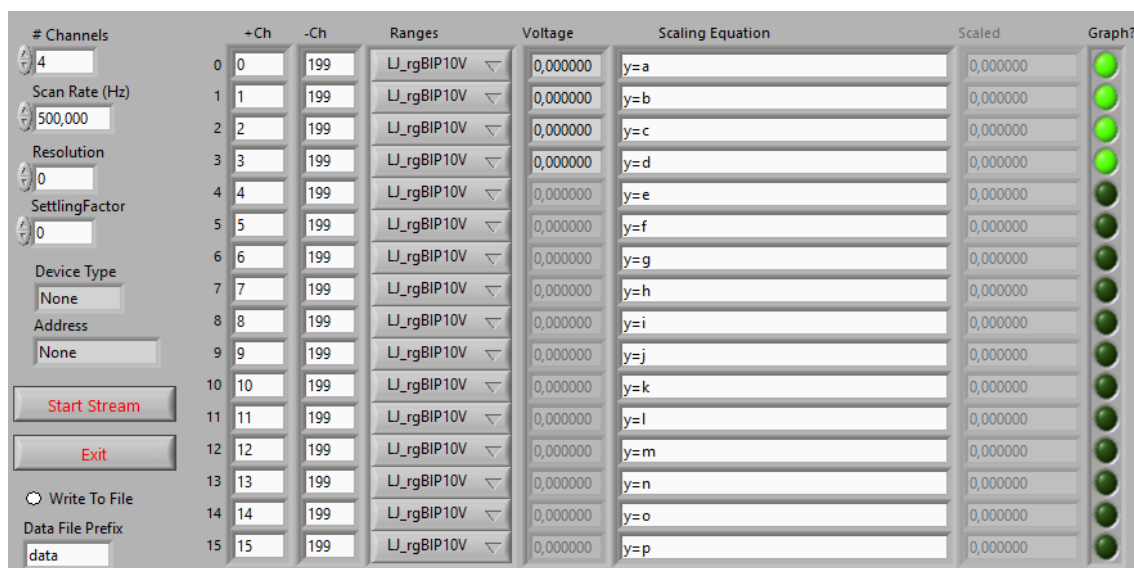 # Channels +Ch -Ch Ranges Voltage Scaling Equation Scaled Graph?
4
0 0 199 LJ_rgBIP10V 0,000000 y=a 0,000000
Scan Rate (Hz)
1 1 199 LJ_rgBIP10V 0,000000 y=b 0,000000
500,000
2 2 199 LJ_rgBIP10V 0,000000 y=c 0,000000
Resolution
3 3 199 LJ_rgBIP10V 0,000000 y=d 0,000000
0
4 4 199 LJ_rgBIP10V 0,000000 y=e 0,000000
SettlingFactor
5 5 199 LJ_rgBIP10V 0,000000 y=f 0,000000
0
6 6 199 LJ_rgBIP10V 0,000000 y=g 0,000000
Device Type
7 7 199 LJ_rgBIP10V 0,000000 y=h 0,000000
None
8 8 199 LJ_rgBIP10V 0,000000 y=i 0,000000
Address
9 9 199 LJ_rgBIP10V 0,000000 y=j 0,000000
None
10 10 199 LJ_rgBIP10V 0,000000 y=k 0,000000
Start Stream
11 11 199 LJ_rgBIP10V 0,000000 y=l 0,000000
12 12 199 LJ_rgBIP10V 0,000000 y=m 0,000000
Exit
13 13 199 LJ_rgBIP10V 0,000000 y=n 0,000000
Write To File
14 14 199 LJ_rgBIP10V 0,000000 y=o 0,000000
Data File Prefix
15 15 199 LJ_rgBIP10V 0,000000 y=p 0,000000
data